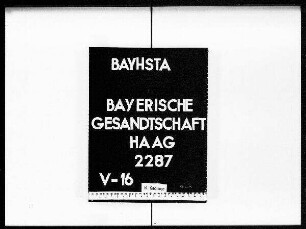 BAYHSTA
BAYERISCHE
GESANDTSCHAFT
HAAG
2287
V-16